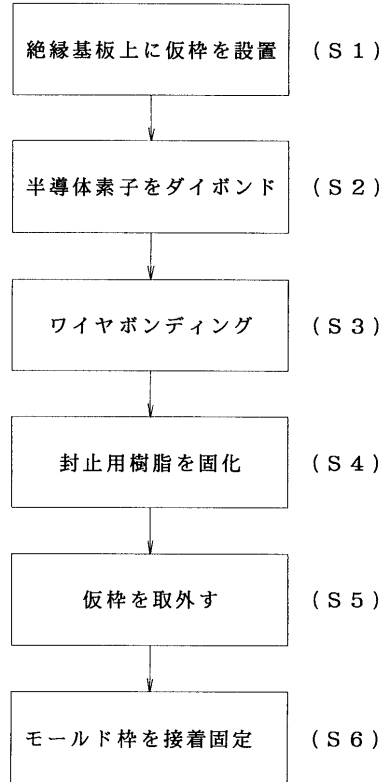 絶縁基板上に仮枠を設置 (S1)
半導体素子をダイボンド (S2)
ワイヤボンディング (S3)
封止用樹脂を固化 (S4)
仮枠を取外す (S5)
モールド枠を接着固定 (S6)